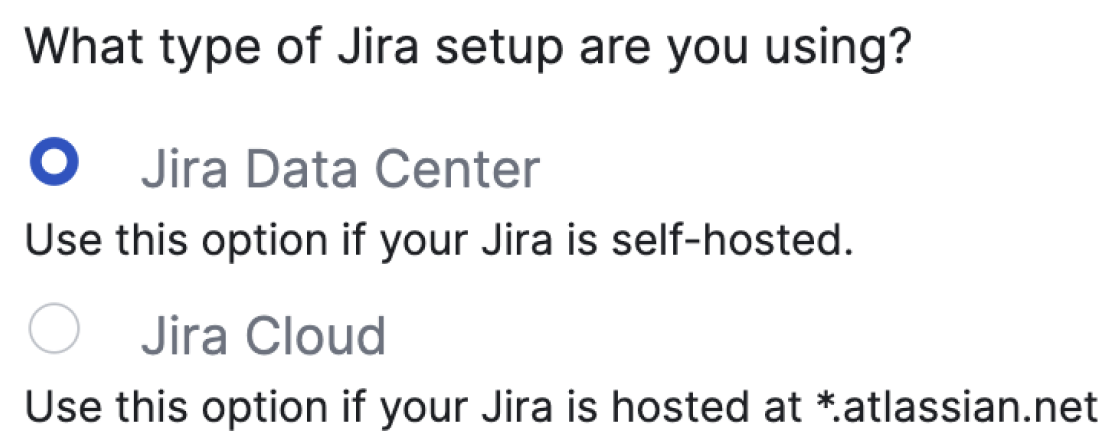 What type of Jira setup are you using?
Jira Data Center
Use this option if your Jira is self-hosted.
Jira Cloud
Use this option if your Jira is hosted at *.atlassian.net